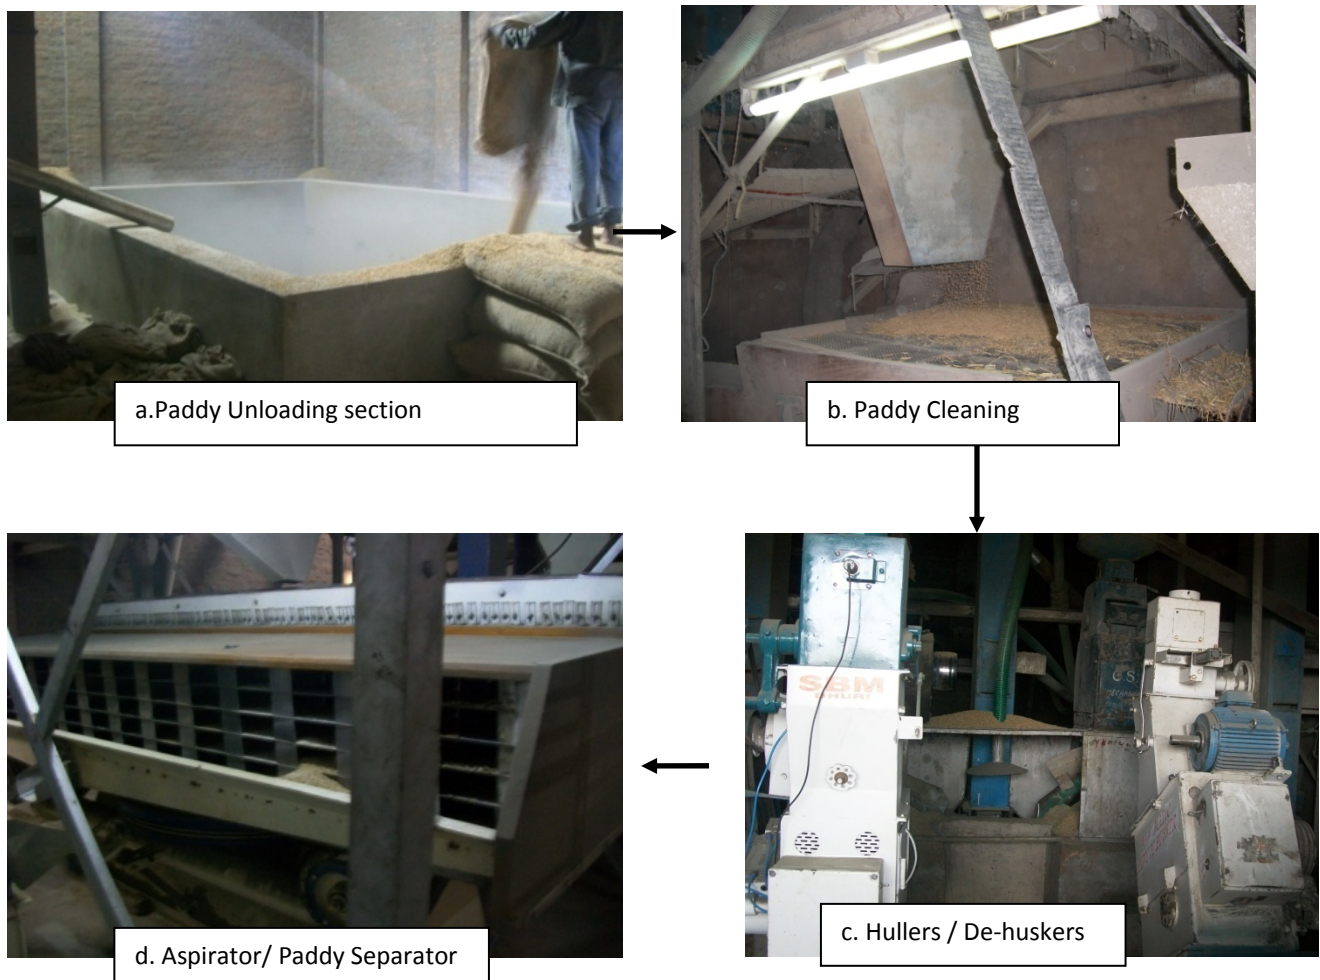 a.Paddy Unloading section
b. Paddy Cleaning
SBM
c. Hullers / De-huskers
d. Aspirator/ Paddy Separator